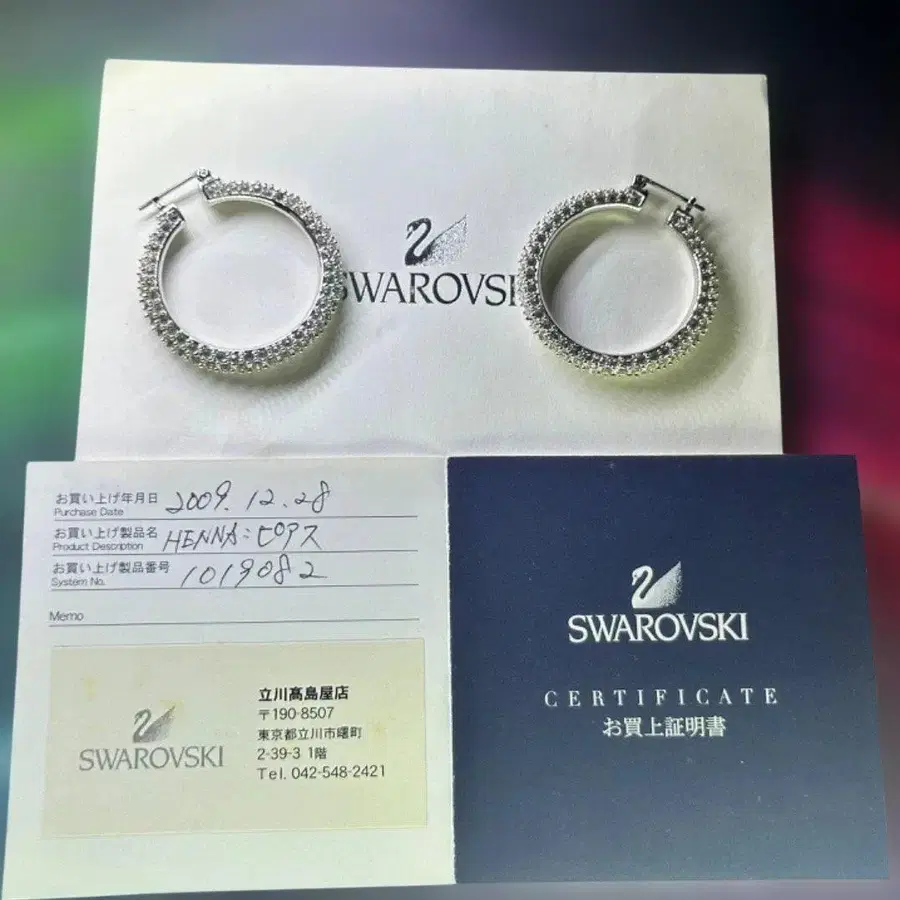 SWAROVSKI
お買い上げ年月日 2009.12.28
Purchase Date
お買い上げ製品名 HENNA:ピアス
Product Description
お買い上げ製品番号 1019082
System No.
Memo
SWAROVSKI
立川髙島屋店
〒190-8507
東京都立川市曙町
2-39-3 1階
Tel. 042-548-2421
SWAROVSKI
CERTIFICATE
お買上証明書